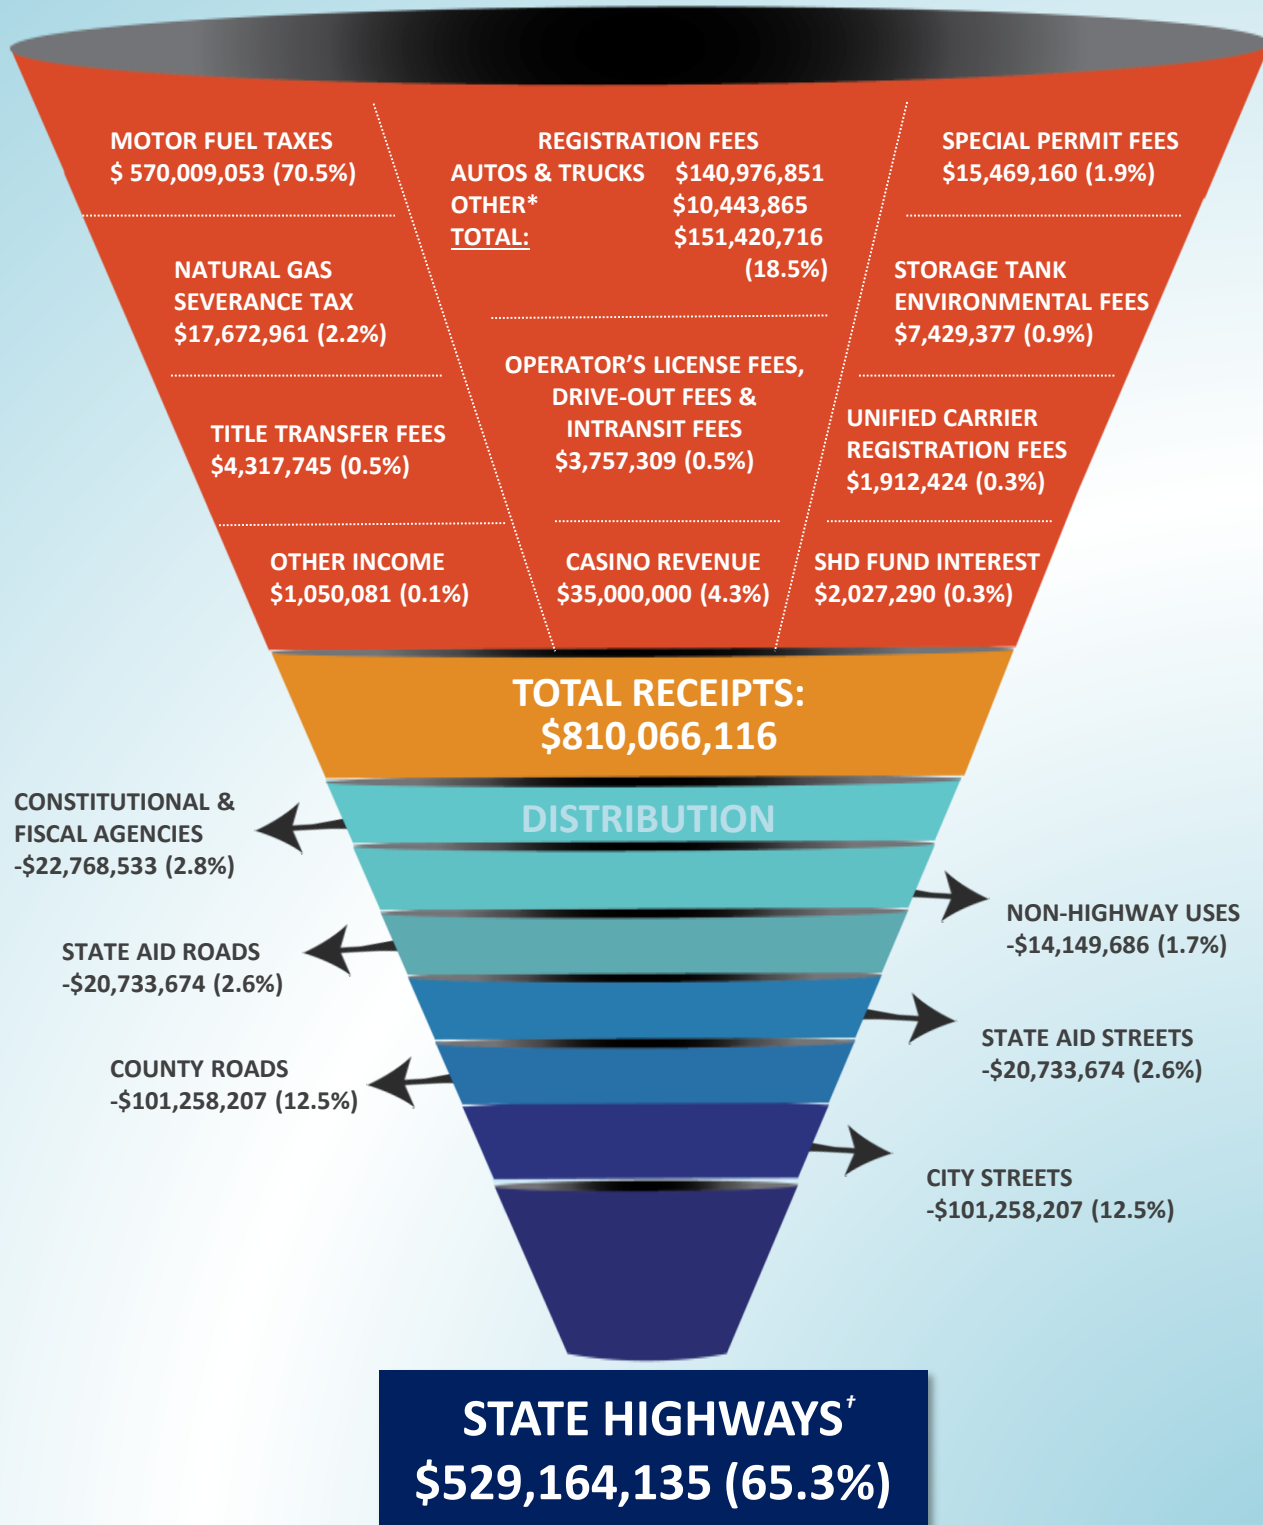 MOTOR FUEL TAXES
$ 570,009,053 (70.5%)
REGISTRATION FEES
AUTOS & TRUCKS $140,976,851
OTHER* $10,443,865
TOTAL: $151,420,716
(18.5%)
SPECIAL PERMIT FEES
$15,469,160 (1.9%)
NATURAL GAS
SEVERANCE TAX
$17,672,961 (2.2%)
STORAGE TANK
ENVIRONMENTAL FEES
$7,429,377 (0.9%)
OPERATOR’S LICENSE FEES,
DRIVE-OUT FEES &
INTRANSIT FEES
$3,757,309 (0.5%)
TITLE TRANSFER FEES
$4,317,745 (0.5%)
UNIFIED CARRIER
REGISTRATION FEES
$1,912,424 (0.3%)
OTHER INCOME
$1,050,081 (0.1%)
CASINO REVENUE
$35,000,000 (4.3%)
SHD FUND INTEREST
$2,027,290 (0.3%)
TOTAL RECEIPTS:
$810,066,116
DISTRIBUTION
CONSTITUTIONAL &
FISCAL AGENCIES
-$22,768,533 (2.8%)
NON-HIGHWAY USES
-$14,149,686 (1.7%)
STATE AID ROADS
-$20,733,674 (2.6%)
STATE AID STREETS
-$20,733,674 (2.6%)
COUNTY ROADS
-$101,258,207 (12.5%)
CITY STREETS
-$101,258,207 (12.5%)
STATE HIGHWAYS†
$529,164,135 (65.3%)